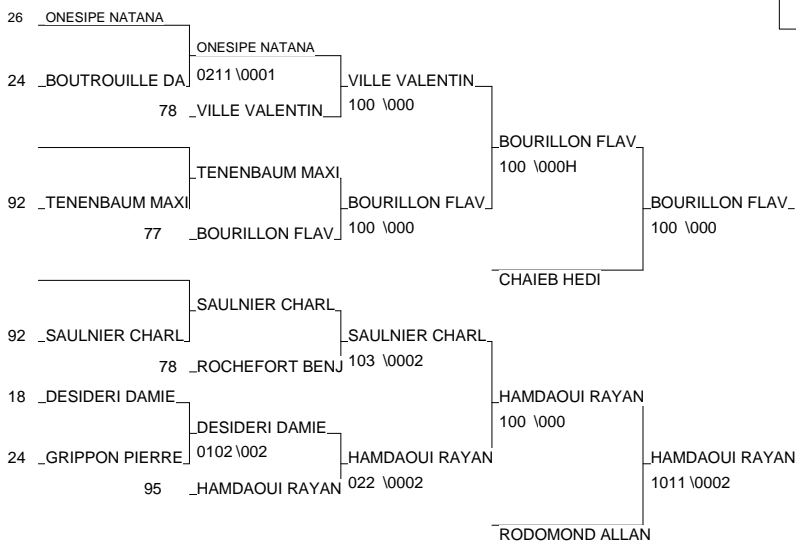 26 ONESIPE NATANA
ONESIPE NATANA
24 BOUTROUILLE DA
0211 \0001
VILLE VALENTIN
78 VILLE VALENTIN
100 \000
BOURILLON FLAV
100 \000H
TENENBAUM MAXI
92 TENENBAUM MAXI
BOURILLON FLAV
BOURILLON FLAV
77 BOURILLON FLAV
100 \000
100 \000
CHAIEB HEDI
SAULNIER CHARL
92 SAULNIER CHARL
SAULNIER CHARL
78 ROCHEFORT BENJ
103 \0002
18 DESIDERI DAMIE
HAMDAOUI RAYAN
100 \000
DESIDERI DAMIE
0102 \002
24 GRIPPON PIERRE
HAMDAOUI RAYAN
HAMDAOUI RAYAN
95 HAMDAOUI RAYAN
022 \0002
1011 \0002
RODOMOND ALLAN